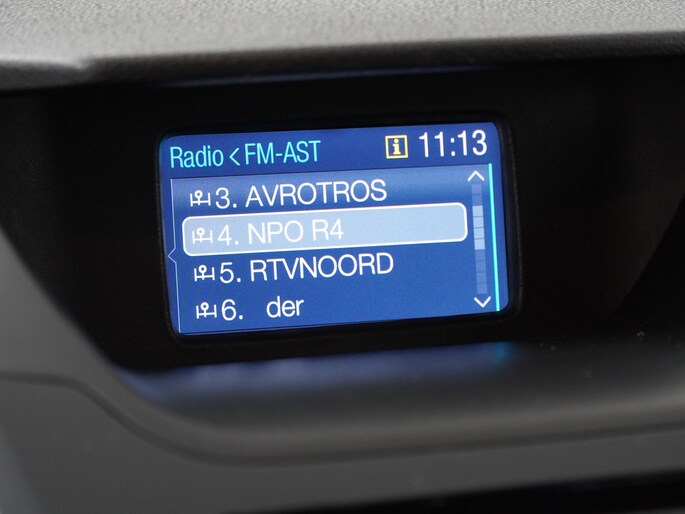 Radio < FM-AST i 11:13
3. AVROTROS
4. NPO R4
5. RTVNOORD
6. der